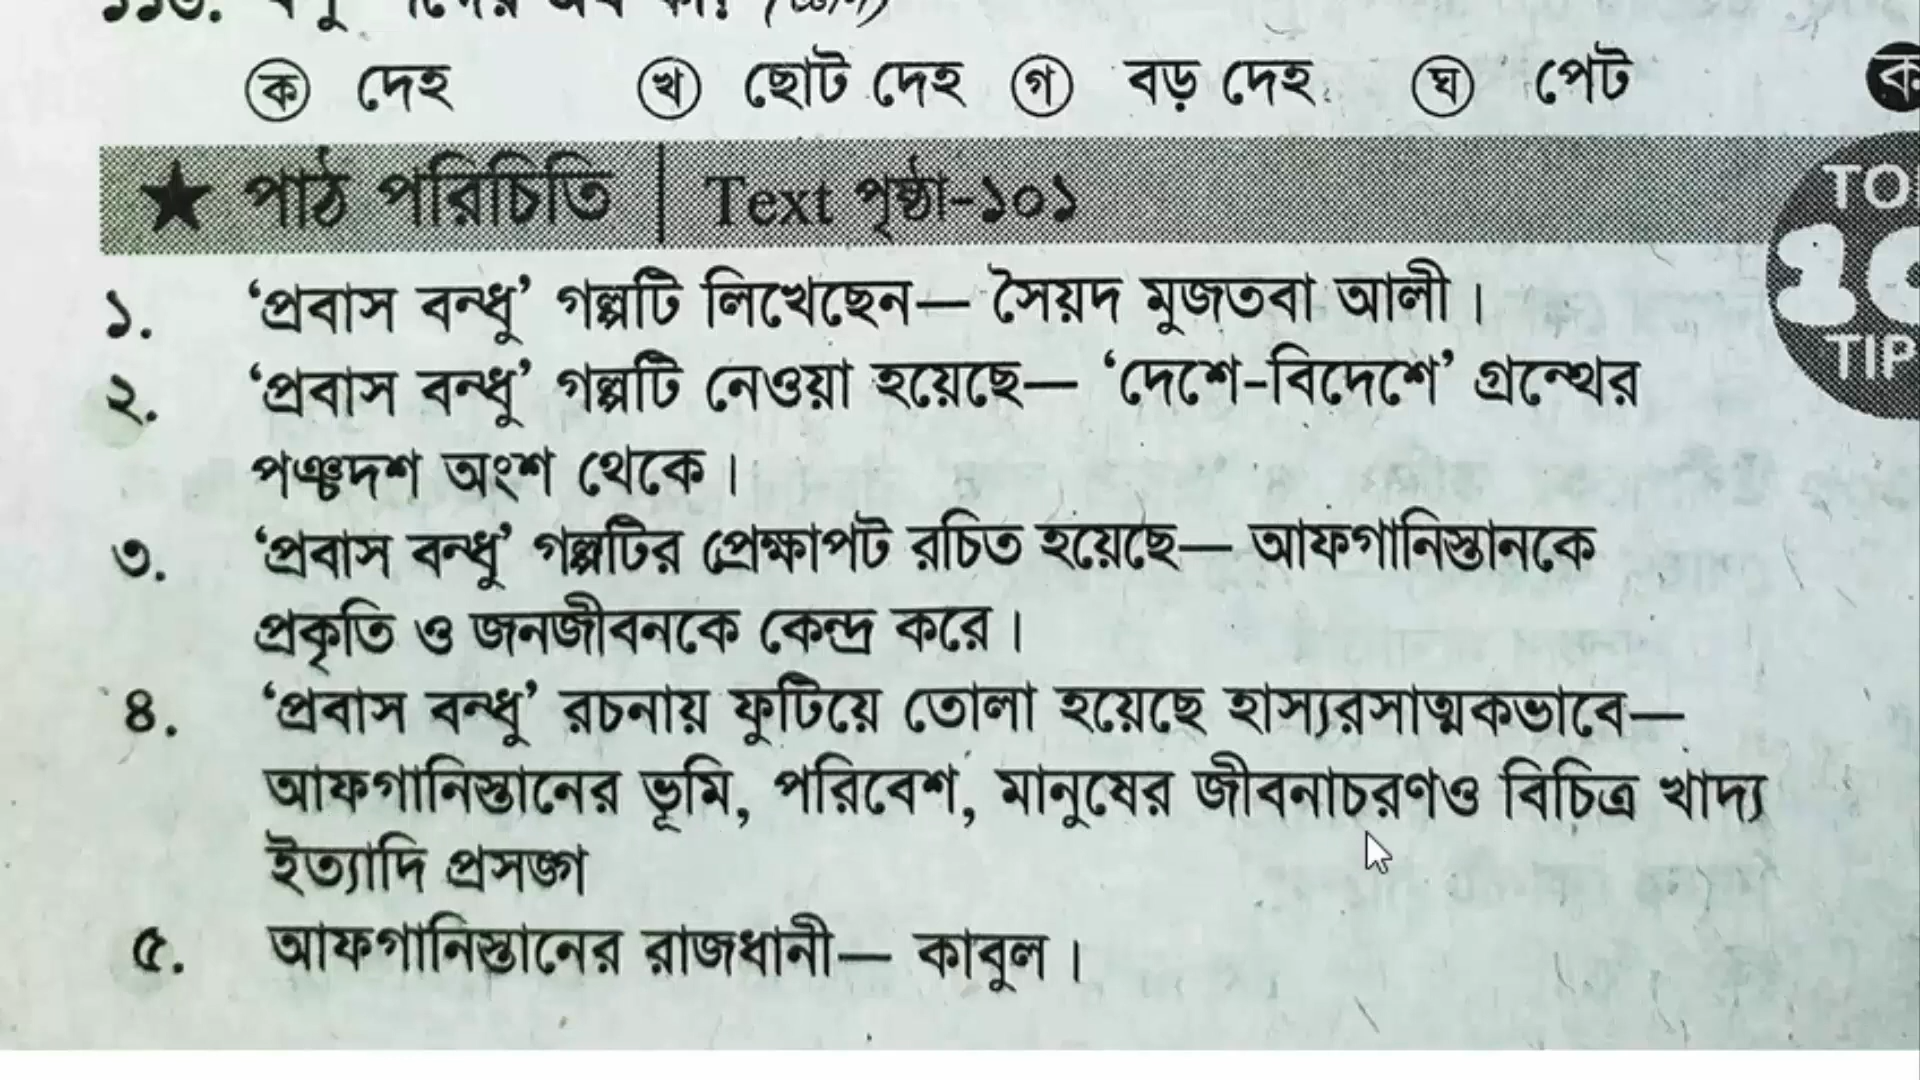 ক দেহ খ ছোট দেহ গ বড় দেহ ঘ পেট ক
★ পাঠ পরিচিতি | Text পৃষ্ঠা-১০১
TIP
১. ‘প্রবাস বন্ধু’ গল্পটি লিখেছেন— সৈয়দ মুজতবা আলী।
২. ‘প্রবাস বন্ধু’ গল্পটি নেওয়া হয়েছে— ‘দেশে-বিদেশে’ গ্রন্থের
পঞ্চদশ অংশ থেকে।
৩. ‘প্রবাস বন্ধু’ গল্পটির প্রেক্ষাপট রচিত হয়েছে— আফগানিস্তানকে
প্রকৃতি ও জনজীবনকে কেন্দ্র করে।
৪. ‘প্রবাস বন্ধু’ রচনায় ফুটিয়ে তোলা হয়েছে হাস্যরসাত্মকভাবে—
আফগানিস্তানের ভূমি, পরিবেশ, মানুষের জীবনাচরণও বিচিত্র খাদ্য
ইত্যাদি প্রসঙ্গ
৫. আফগানিস্তানের রাজধানী— কাবুল।